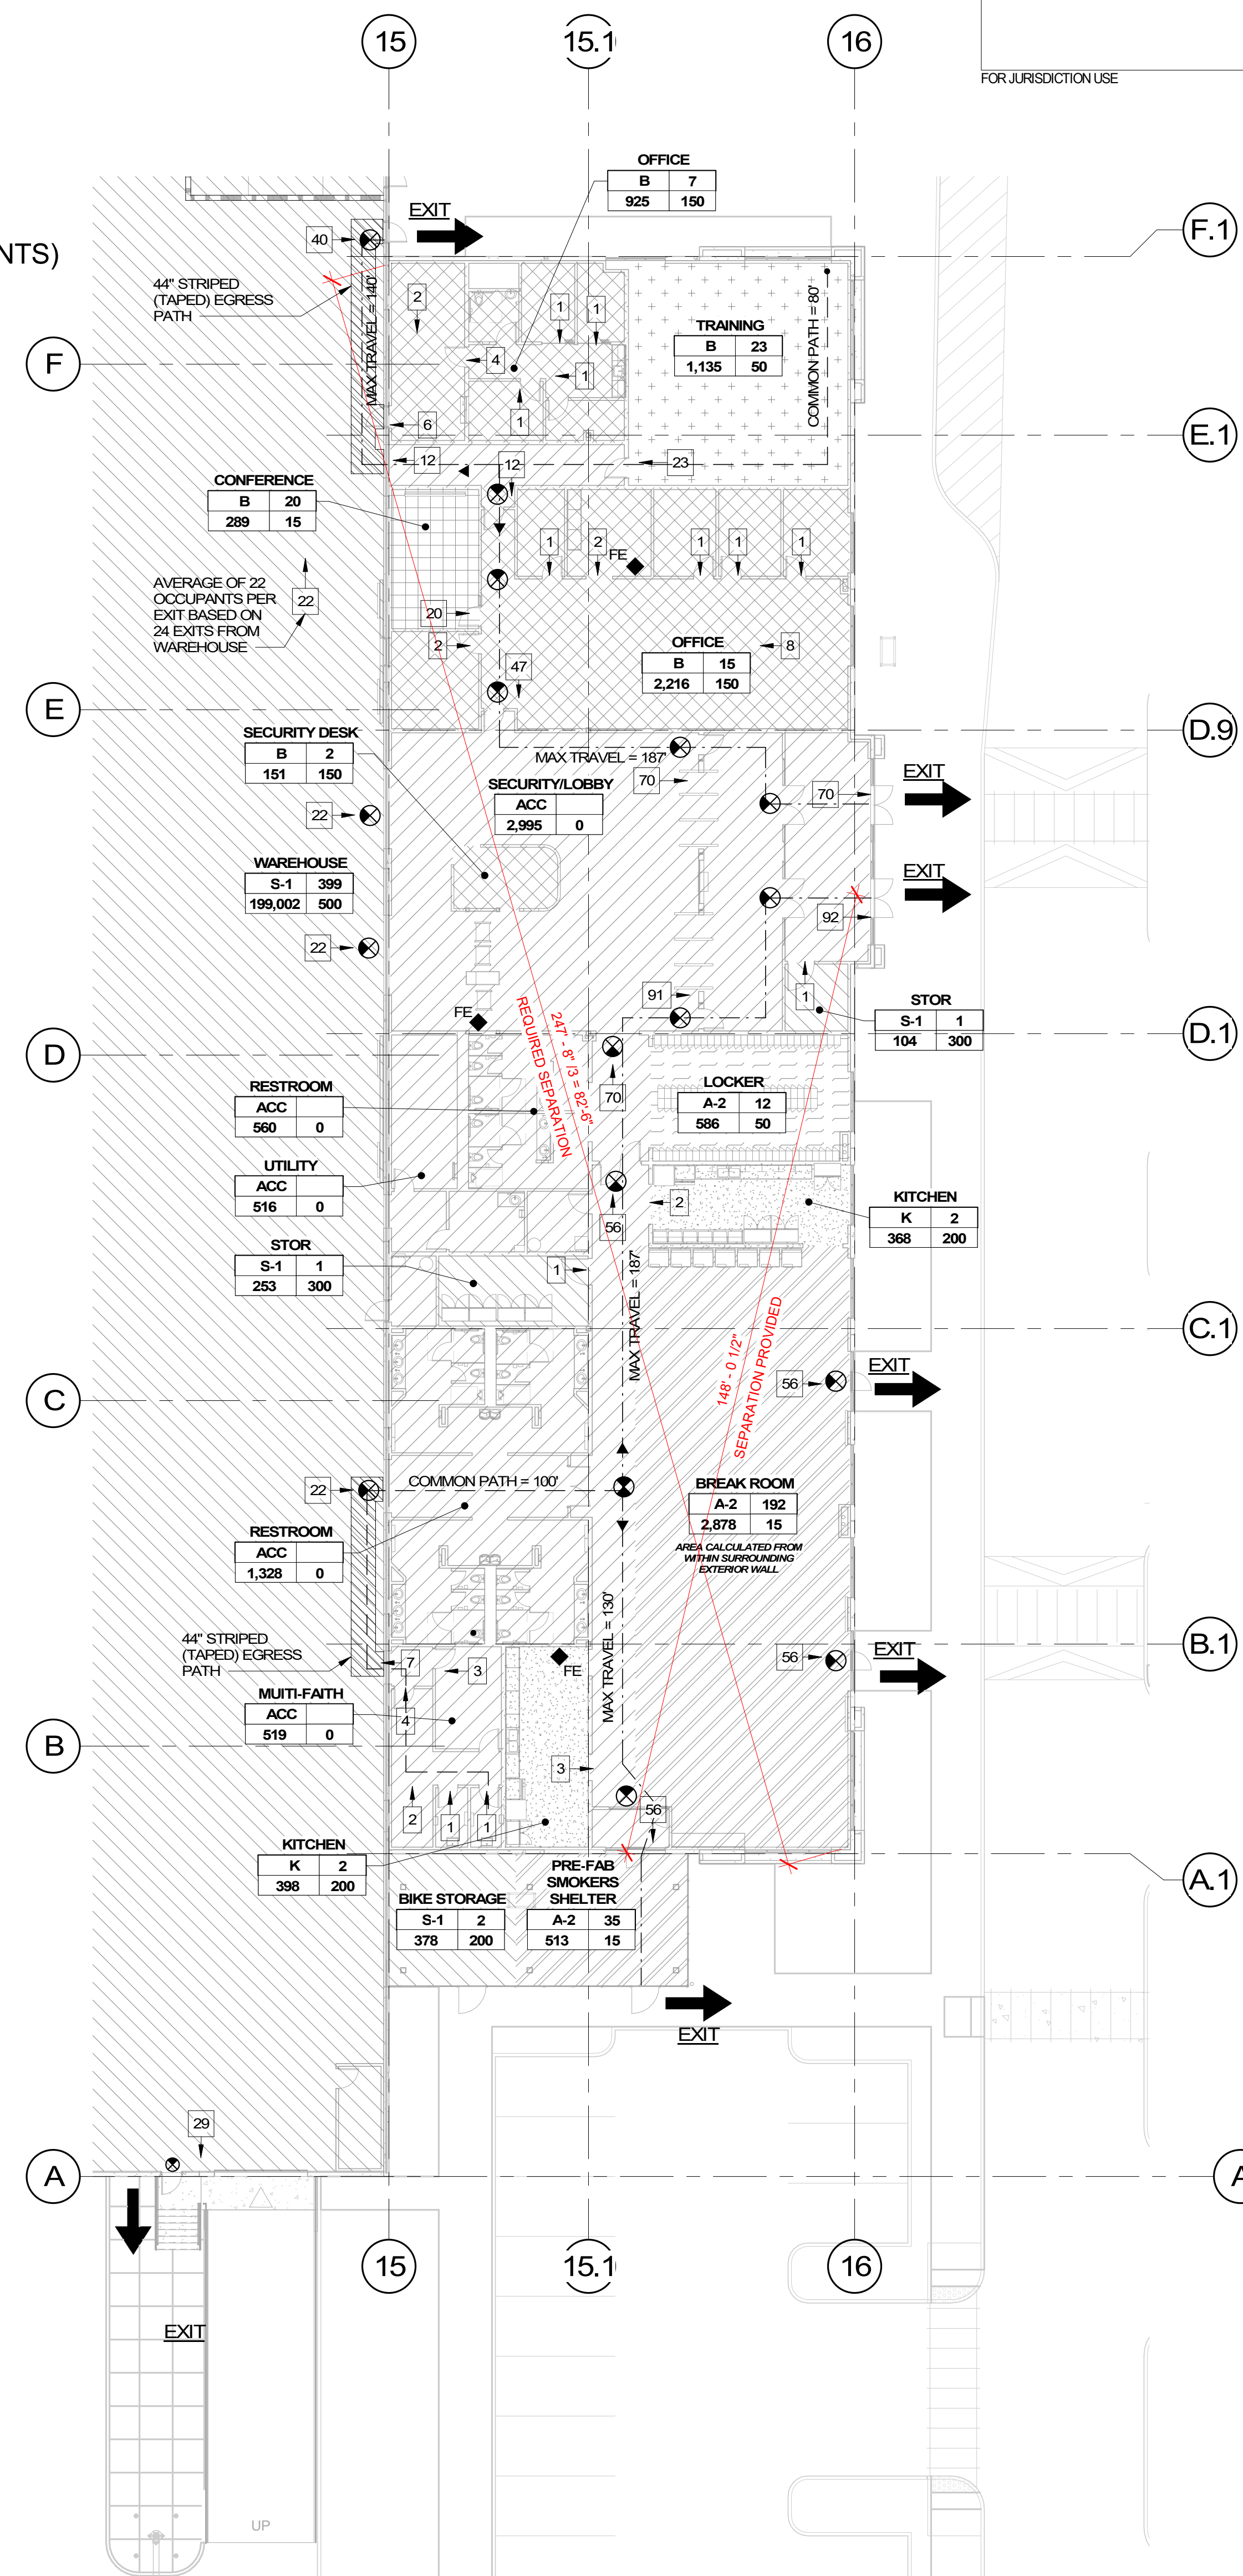 15
15.1
16
FOR JURISDICTION USE
OFFICE
B 7
925 150
EXIT
F.1
NTS)
40
44" STRIPED
(TAPED) EGRESS
PATH
MAX TRAVEL = 140'
2
1
1
TRAINING
B 23
1,135 50
COMMON PATH = 80'
F
4
1
1
6
E.1
12
12
23
CONFERENCE
B 20
289 15
1
2
1
1
1
FE
AVERAGE OF 22
OCCUPANTS PER
EXIT BASED ON
24 EXITS FROM
WAREHOUSE
22
20
2
OFFICE
B 15
2,216 150
8
47
E
D.9
SECURITY DESK
B 2
151 150
MAX TRAVEL = 187'
70
SECURITY/LOBBY
ACC
2,995 0
70
EXIT
22
WAREHOUSE
S-1 399
199,002 500
EXIT
92
22
91
1
STOR
S-1 1
104 300
FE
247' - 8" /3 = 82'-6"
REQUIRED SEPARATION
D
D.1
RESTROOM
ACC
560 0
70
LOCKER
A-2 12
586 50
UTILITY
ACC
516 0
2
KITCHEN
K 2
368 200
56
STOR
S-1 1
253 300
1
MAX TRAVEL = 187'
C.1
148' - 0 1/2"
SEPARATION PROVIDED
EXIT
56
C
COMMON PATH = 100'
22
BREAK ROOM
A-2 192
2,878 15
AREA CALCULATED FROM
WITHIN SURROUNDING
EXTERIOR WALL
RESTROOM
ACC
1,328 0
MAX TRAVEL = 130'
44" STRIPED
(TAPED) EGRESS
PATH
7
3
FE
56
EXIT
B.1
MUITI-FAITH
ACC
519 0
4
B
3
2
1
1
56
KITCHEN
K 2
398 200
PRE-FAB
SMOKERS
SHELTER
A-2 35
513 15
BIKE STORAGE
S-1 2
378 200
A.1
EXIT
29
A
A
15
15.1
16
EXIT
UP